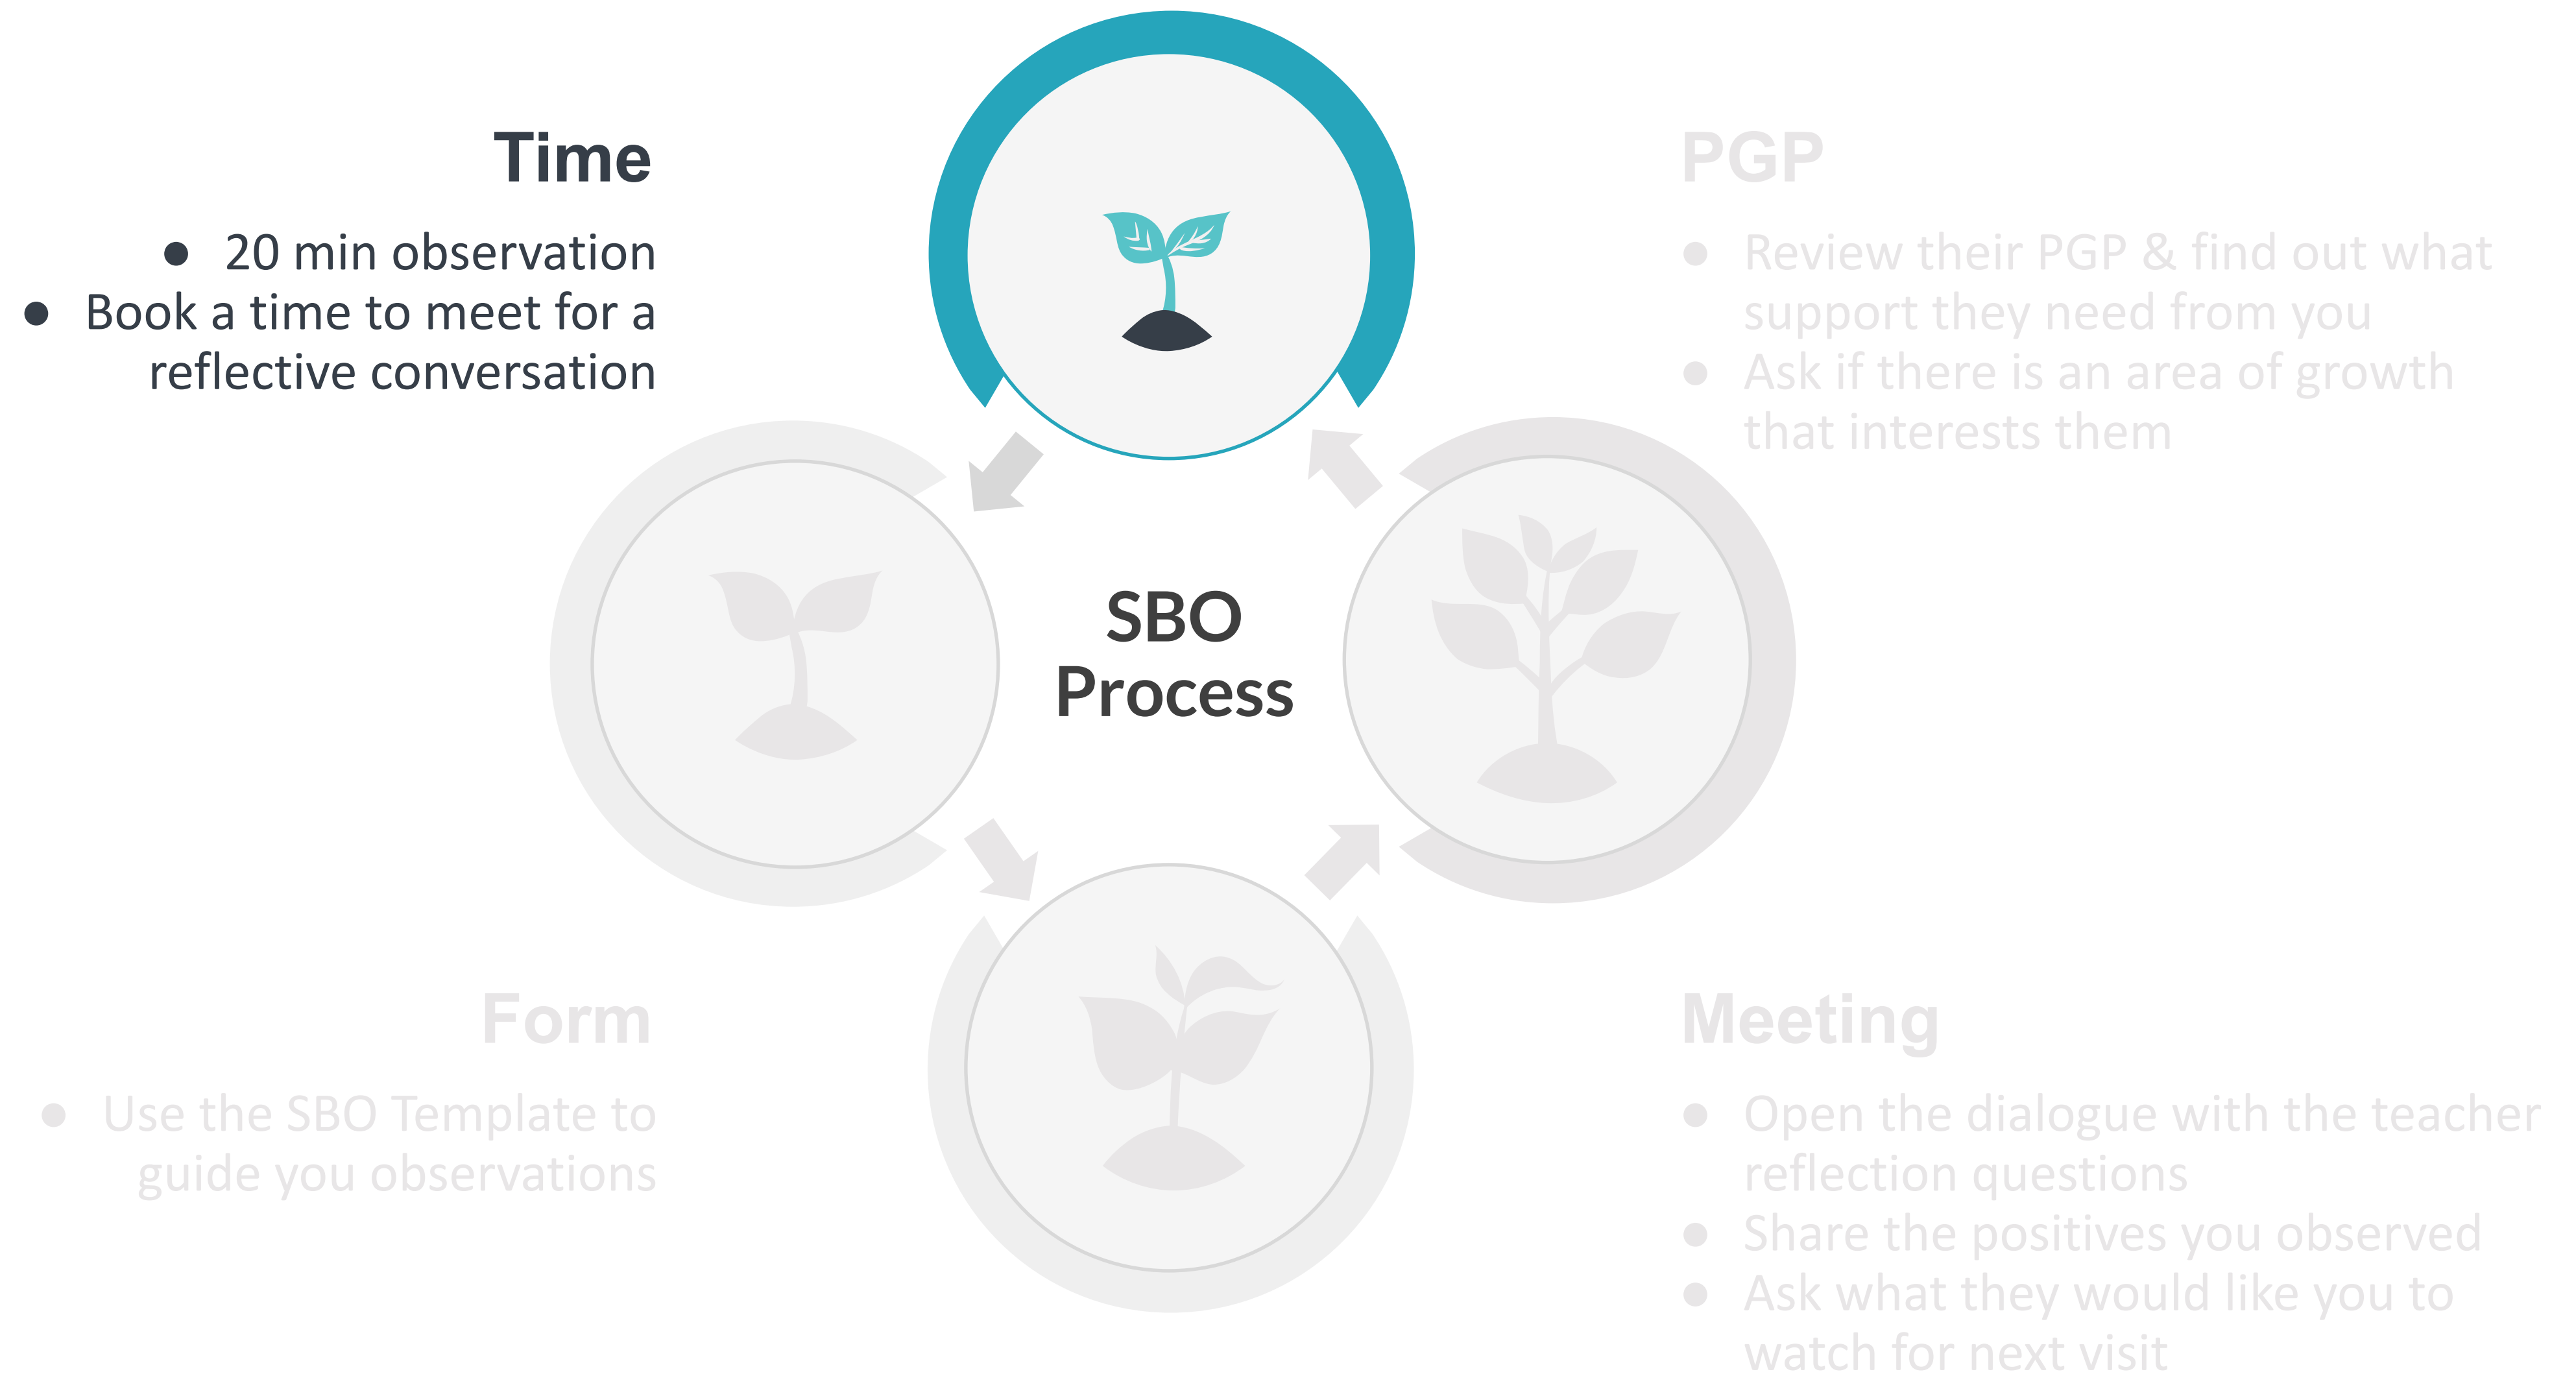 Time
● 20 min observation
● Book a time to meet for a
reflective conversation
SBO
Process
PGP
● Review their PGP & find out what
support they need from you
● Ask if there is an area of growth
that interests them
Form
● Use the SBO Template to
guide you observations
Meeting
● Open the dialogue with the teacher
reflection questions
● Share the positives you observed
● Ask what they would like you to
watch for next visit